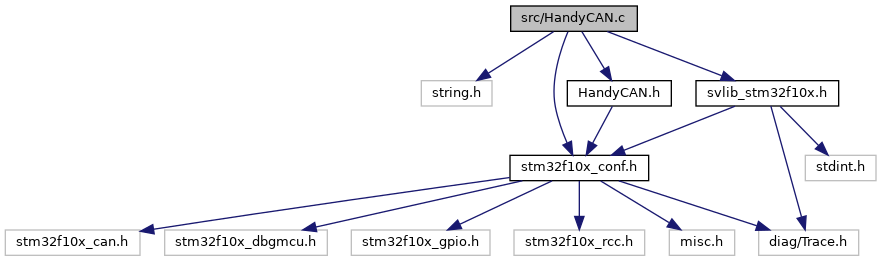 src/HandyCAN.c
string.h
HandyCAN.h
svlib_stm32f10x.h
stm32f10x_conf.h
stdint.h
stm32f10x_can.h
stm32f10x_dbgmcu.h
stm32f10x_gpio.h
stm32f10x_rcc.h
misc.h
diag/Trace.h